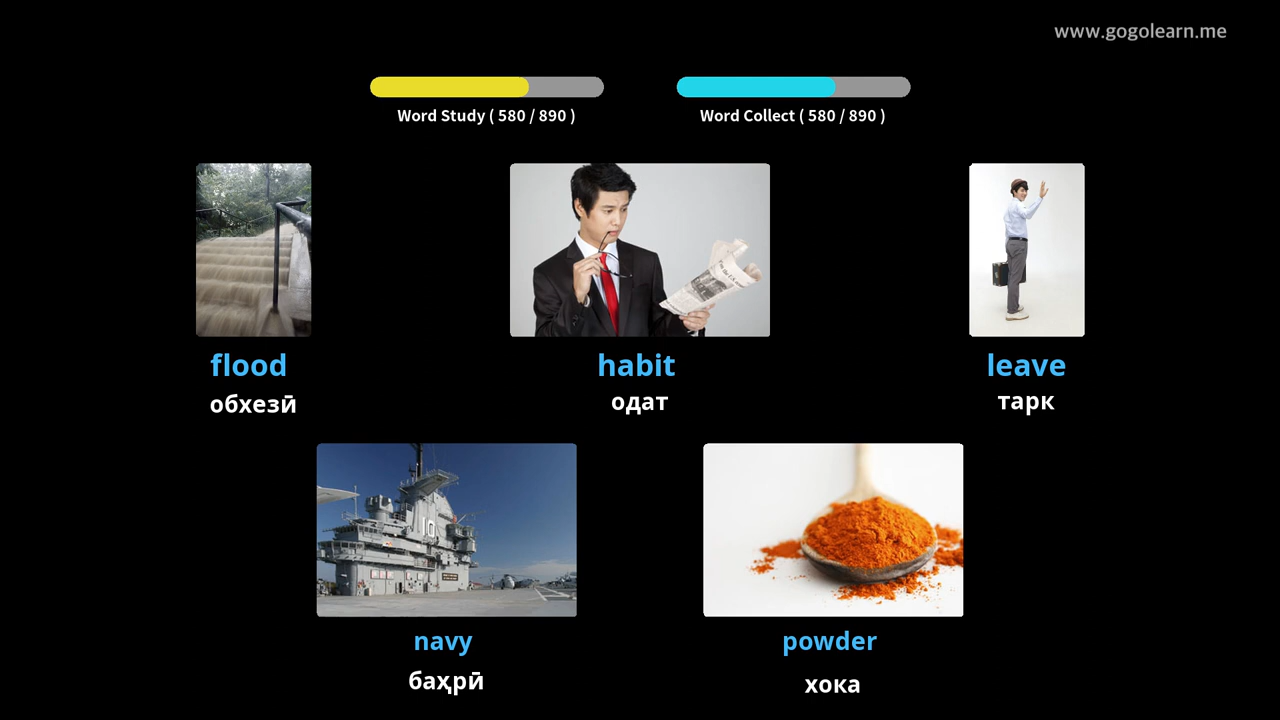 www.gogolearn.me
Word Study ( 580 / 890 )
Word Collect ( 580 / 890 )
flood
обхезӣ
habit
одат
leave
тарк
navy
баҳрӣ
powder
хока